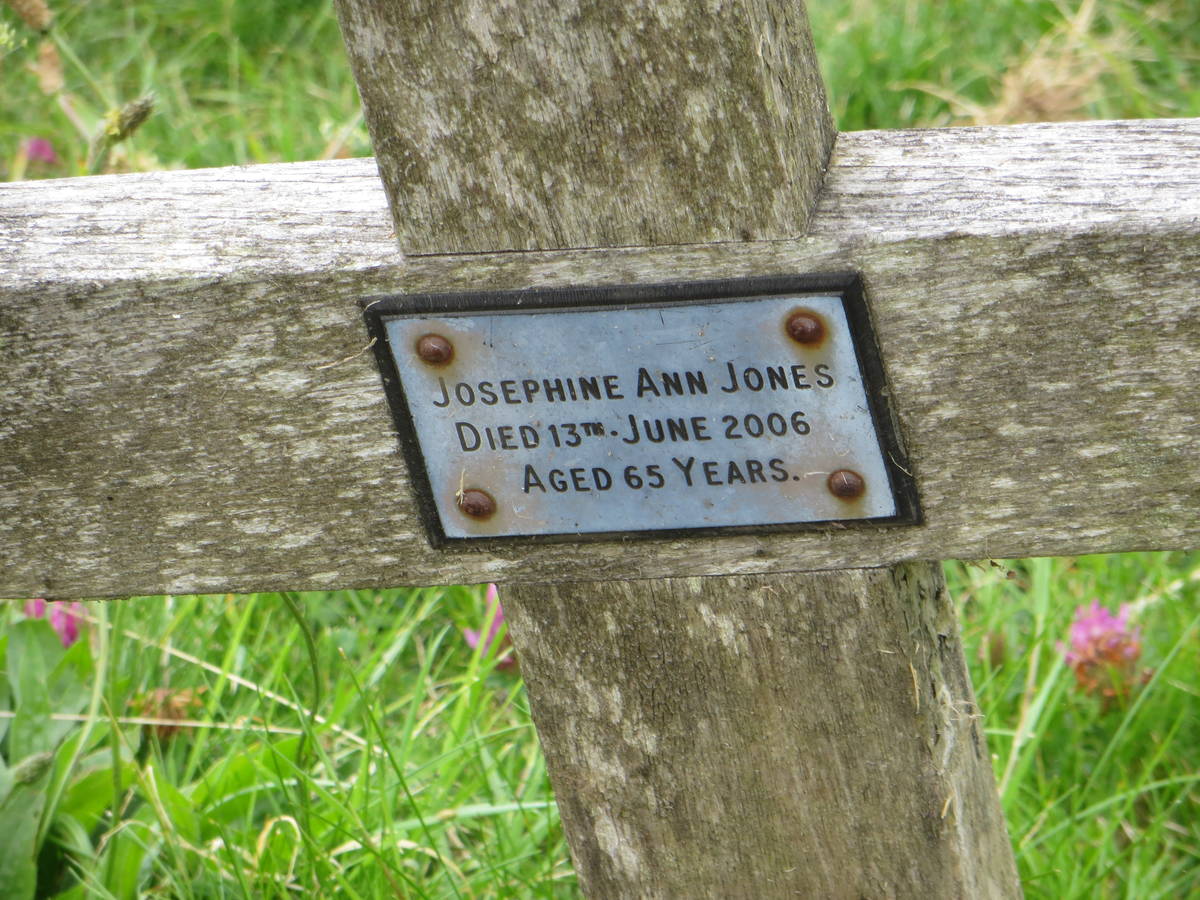 Josephine Ann Jones
Died 13th. June 2006
Aged 65 Years.